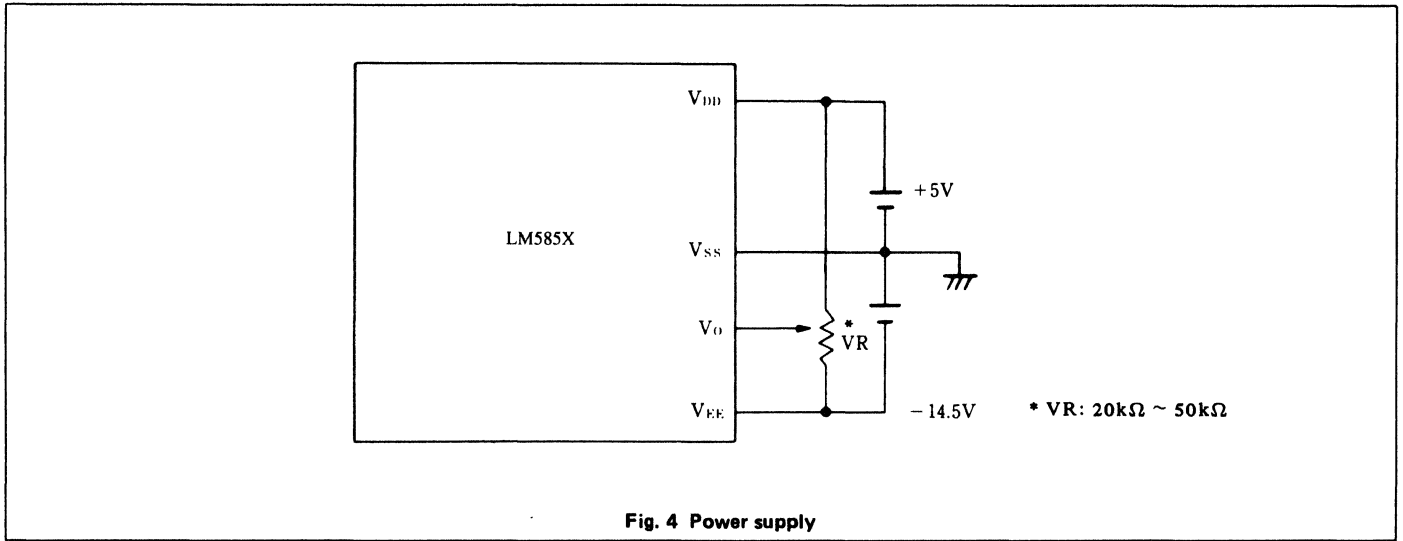 VDD
+5V
LM585X
VSS
VO
*
VR
VEE
−14.5V
* VR: 20kΩ ~ 50kΩ
Fig. 4 Power supply